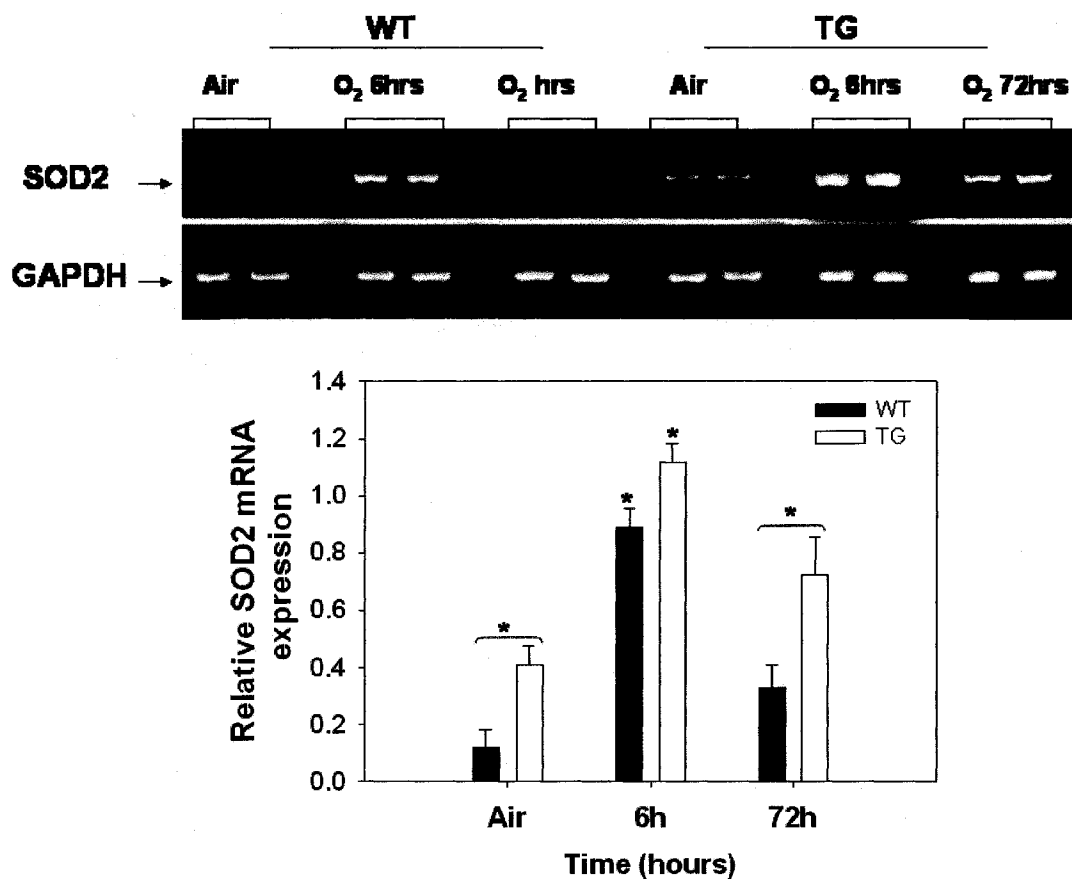 WT TG
Air O₂ 6hrs O₂ hrs Air O₂ 6hrs O₂ 72hrs
SOD2 →
GAPDH →
1.4
1.2
1.0
0.8
0.6
0.4
0.2
0.0
Relative SOD2 mRNA
expression
WT
TG
*
*
*
*
Air 6h 72h
Time (hours)